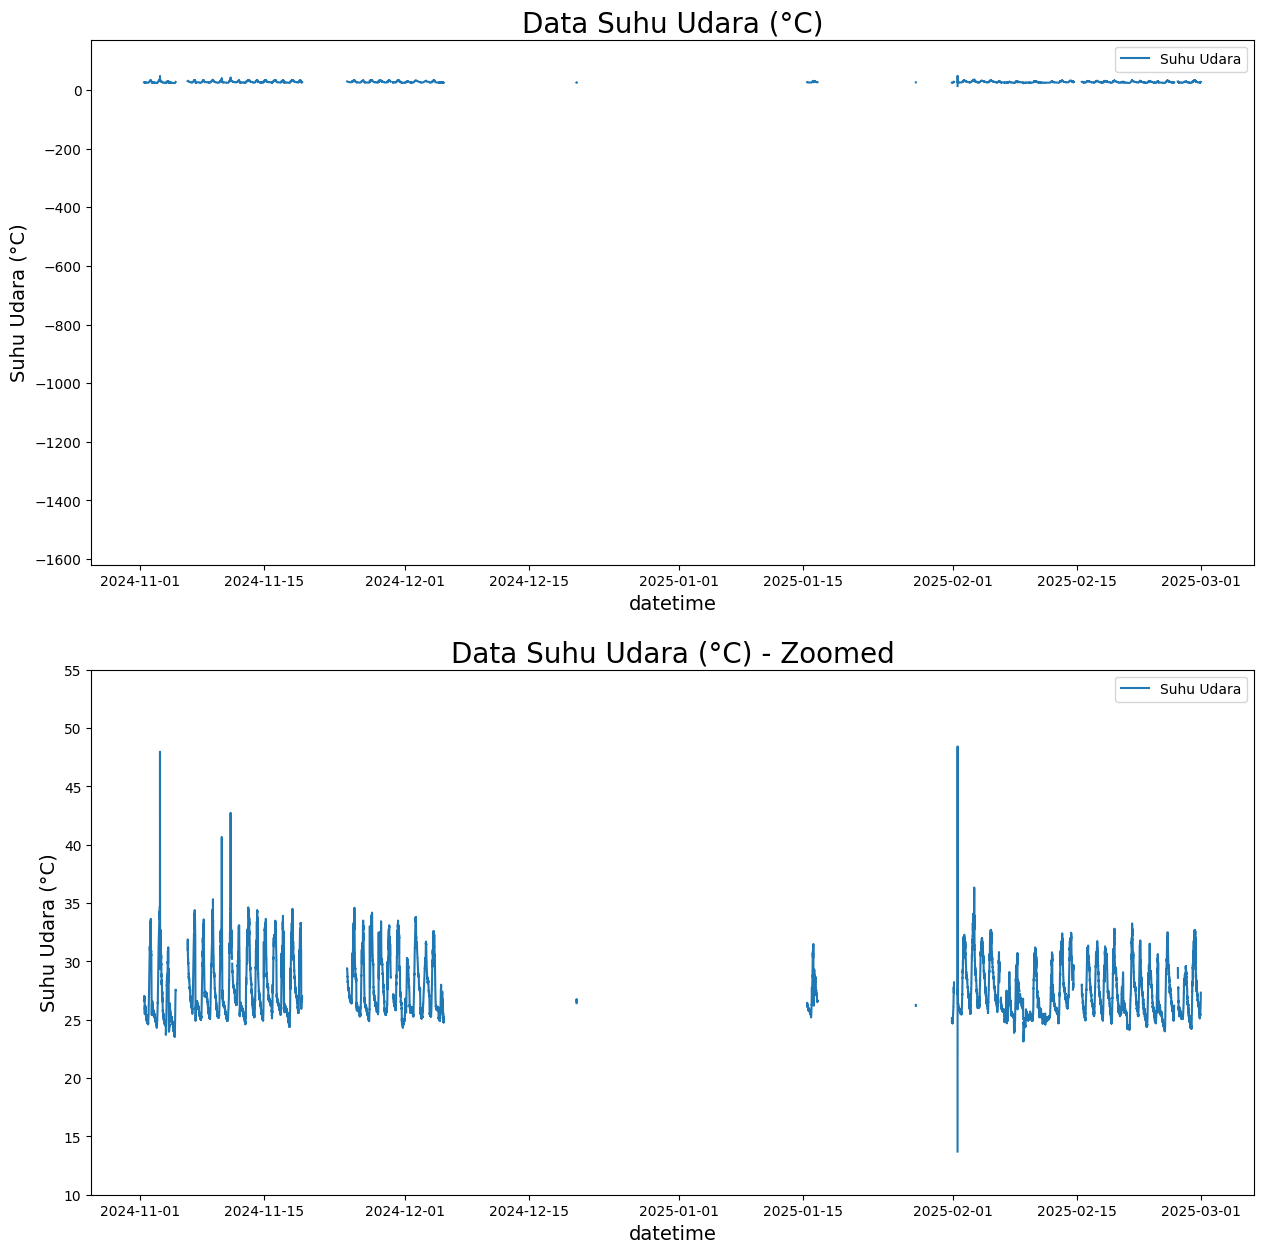 Data Suhu Udara (°C)
Suhu Udara
0
−200
−400
−600
−800
−1000
−1200
−1400
−1600
Suhu Udara (°C)
2024-11-01 2024-11-15 2024-12-01 2024-12-15 2025-01-01 2025-01-15 2025-02-01 2025-02-15 2025-03-01
datetime
Data Suhu Udara (°C) - Zoomed
Suhu Udara
55
50
45
40
35
30
25
20
15
10
Suhu Udara (°C)
2024-11-01 2024-11-15 2024-12-01 2024-12-15 2025-01-01 2025-01-15 2025-02-01 2025-02-15 2025-03-01
datetime